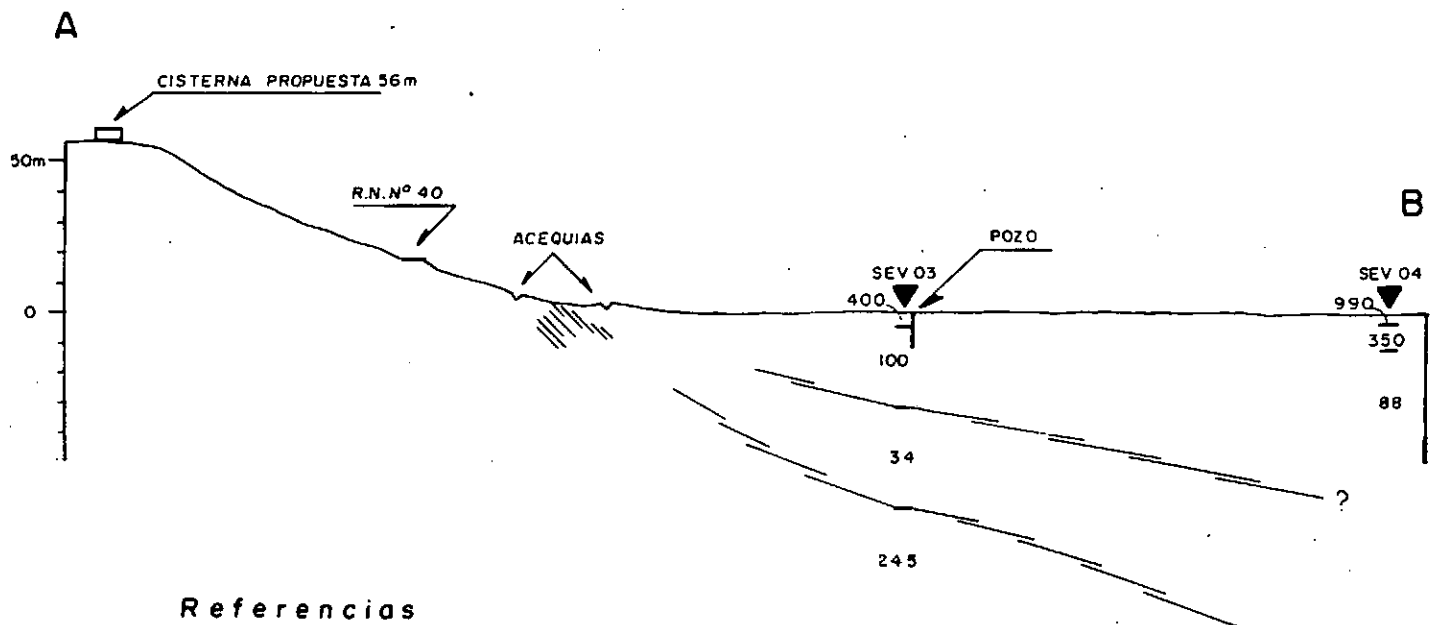 A
CISTERNA PROPUESTA 56m
50m
R.N.Nº 40
B
ACEQUIAS
POZO
SEV 03
SEV 04
0
400
990
100
350
88
34
?
245
Referencias